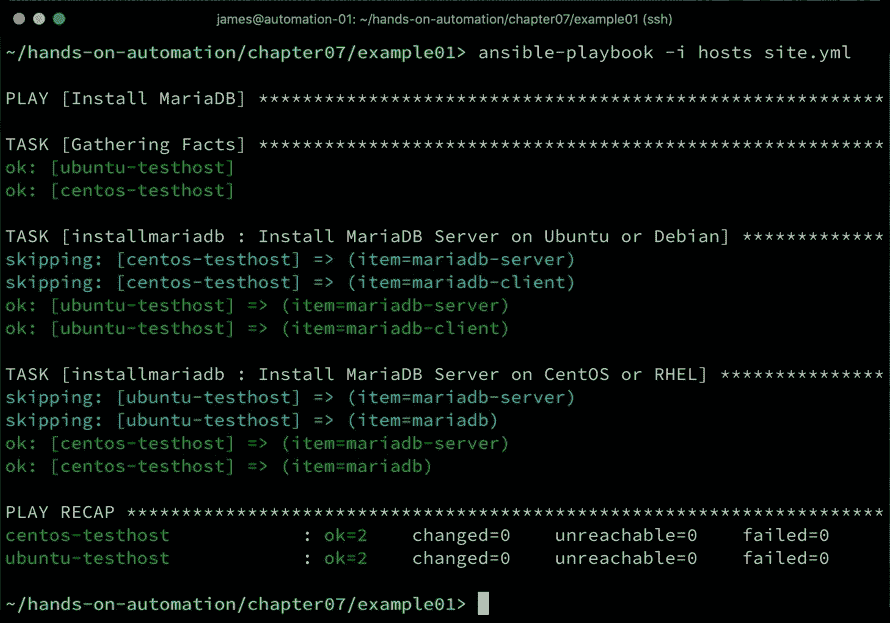 james@automation-01: ~/hands-on-automation/chapter07/example01 (ssh)
~/hands-on-automation/chapter07/example01> ansible-playbook -i hosts site.yml
PLAY [Install MariaDB] *********************************************************
TASK [Gathering Facts] *********************************************************
ok: [ubuntu-testhost]
ok: [centos-testhost]
TASK [installmariadb : Install MariaDB Server on Ubuntu or Debian] *************
skipping: [centos-testhost] => (item=mariadb-server)
skipping: [centos-testhost] => (item=mariadb-client)
ok: [ubuntu-testhost] => (item=mariadb-server)
ok: [ubuntu-testhost] => (item=mariadb-client)
TASK [installmariadb : Install MariaDB Server on CentOS or RHEL] ***************
skipping: [ubuntu-testhost] => (item=mariadb-server)
skipping: [ubuntu-testhost] => (item=mariadb)
ok: [centos-testhost] => (item=mariadb-server)
ok: [centos-testhost] => (item=mariadb)
PLAY RECAP *********************************************************************
centos-testhost            : ok=2    changed=0    unreachable=0    failed=0
ubuntu-testhost            : ok=2    changed=0    unreachable=0    failed=0
~/hands-on-automation/chapter07/example01>